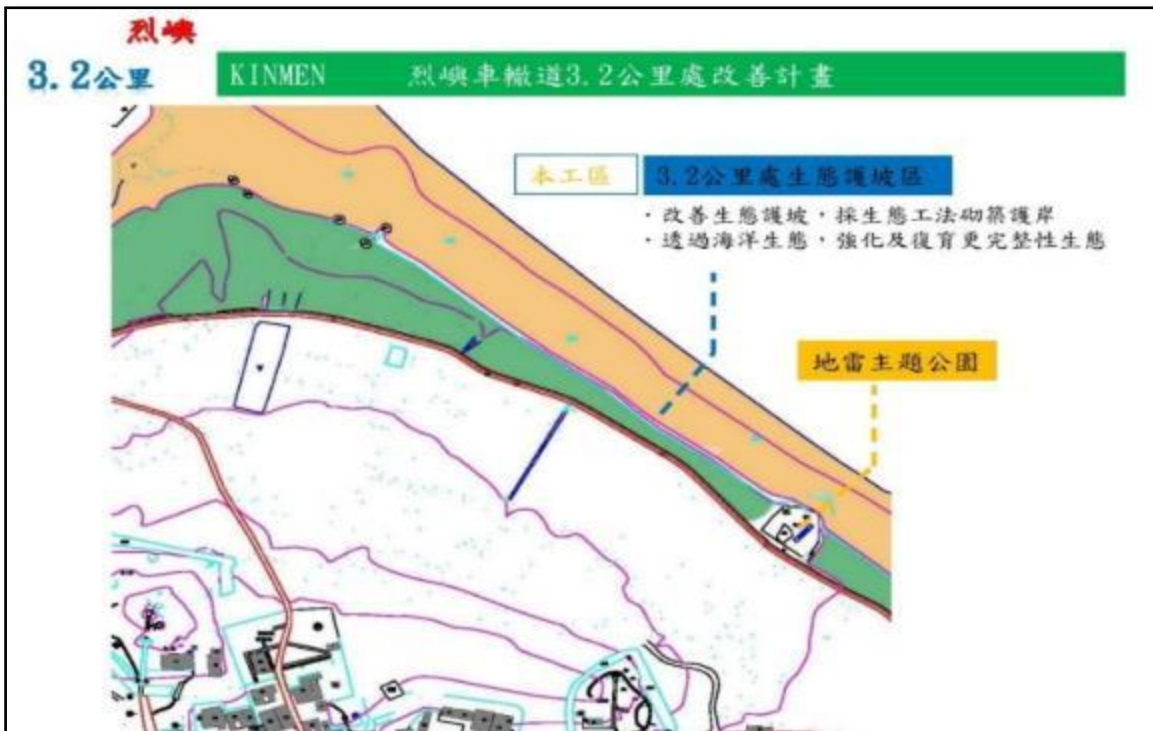 烈嶼
3.2公里
KINMEN 烈嶼車轍道3.2公里處改善計畫
本工區
3.2公里處生態護坡區
·改善生態護坡，採生態工法砌築護岸
·透過海洋生態，強化及復育更完整性生態
地雷主題公園